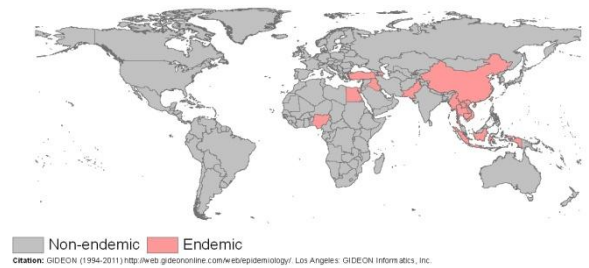 Non-endemic Endemic
Citation: GIDEON (1994-2011) http://web.gideononline.com/web/epidemiology/. Los Angeles: GIDEON Informatics, Inc.